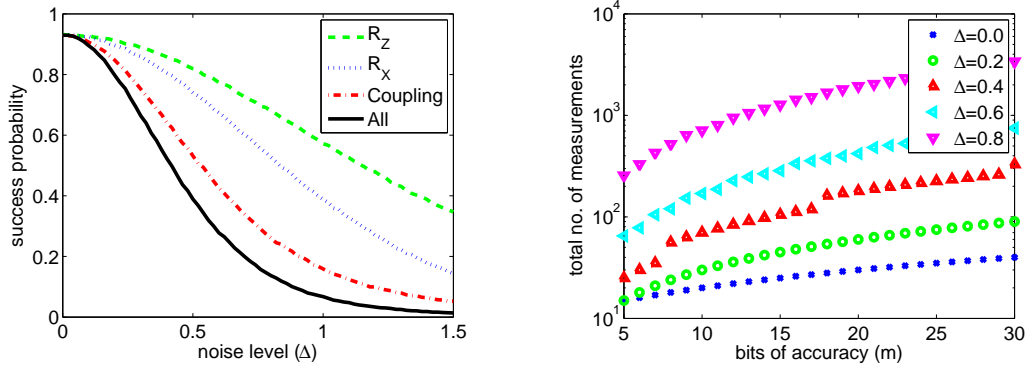 1
0.8
0.6
0.4
0.2
0
0
0.5
1
1.5
success probability
noise level (Δ)
R_Z
R_X
Coupling
All
10^4
10^3
10^2
10^1
5
10
15
20
25
30
total no. of measurements
bits of accuracy (m)
Δ=0.0
Δ=0.2
Δ=0.4
Δ=0.6
Δ=0.8